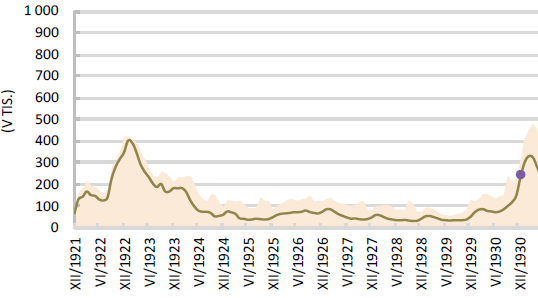 1 000
900
800
700
600
500
400
300
200
100
0
(V TIS.)
XII/1921
VI/1922
XII/1922
VI/1923
XII/1923
VI/1924
XII/1924
VI/1925
XII/1925
VI/1926
XII/1926
VI/1927
XII/1927
VI/1928
XII/1928
VI/1929
XII/1929
VI/1930
XII/1930